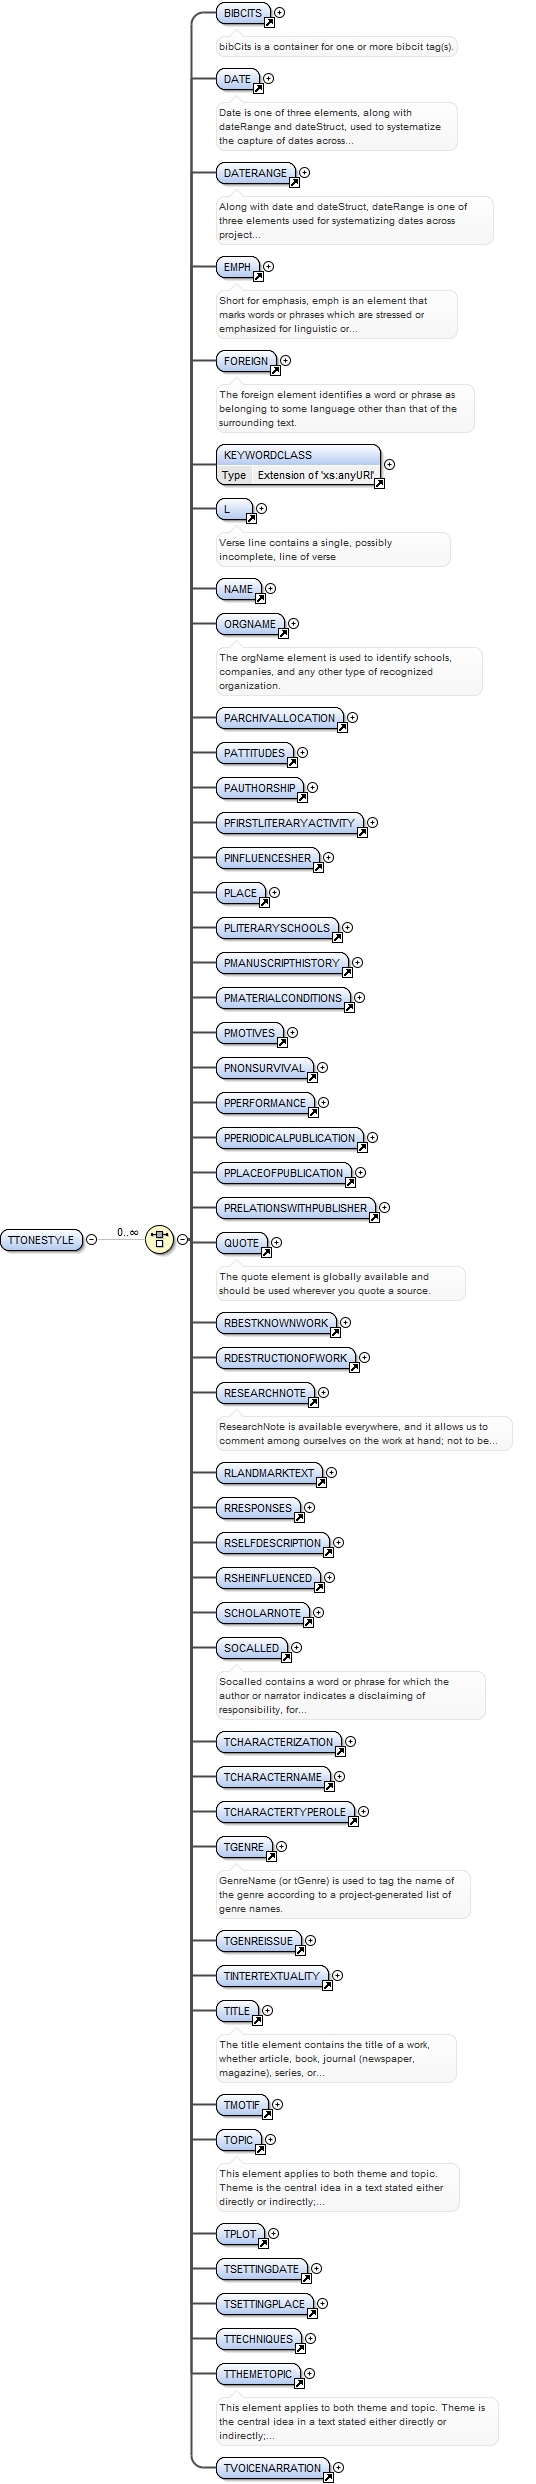 BIBCITS
bibCits is a container for one or more bibcit tag(s).
DATE
Date is one of three elements, along with
dateRange and dateStruct, used to systematize
the capture of dates across...
DATERANGE
Along with date and dateStruct, dateRange is one of
three elements used for systematizing dates across
project...
EMPH
Short for emphasis, emph is an element that
marks words or phrases which are stressed or
emphasized for linguistic or...
FOREIGN
The foreign element identifies a word or phrase as
belonging to some language other than that of the
surrounding text.
KEYWORDCLASS
Type Extension of 'xs:anyURI'
L
Verse line contains a single, possibly
incomplete, line of verse
NAME
ORGNAME
The orgName element is used to identify schools,
companies, and any other type of recognized
organization.
PARCHIVALLOCATION
PATTITUDES
PAUTHORSHIP
PFIRSTLITERARYACTIVITY
PINFLUENCESHER
PLACE
PLITERARYSCHOOLS
PMANUSCRIPTHISTORY
PMATERIALCONDITIONS
PMOTIVES
PNONSURVIVAL
PPERFORMANCE
PPERIODICALPUBLICATION
PPLACEOFPUBLICATION
PRELATIONSWITHPUBLISHER
TTONESTYLE 0..∞ QUOTE
The quote element is globally available and
should be used wherever you quote a source.
RBESTKNOWNWORK
RDESTRUCTIONOFWORK
RESEARCHNOTE
ResearchNote is available everywhere, and it allows us to
comment among ourselves on the work at hand; not to be...
RLANDMARKTEXT
RRESPONSES
RSELFDESCRIPTION
RSHEINFLUENCED
SCHOLARNOTE
SOCALLED
Socalled contains a word or phrase for which the
author or narrator indicates a disclaiming of
responsibility, for...
TCHARACTERIZATION
TCHARACTERNAME
TCHARACTERTYPEROLE
TGENRE
GenreName (or tGenre) is used to tag the name of
the genre according to a project-generated list of
genre names.
TGENREISSUE
TINTERTEXTUALITY
TITLE
The title element contains the title of a work,
whether article, book, journal (newspaper,
magazine), series, or...
TMOTIF
TOPIC
This element applies to both theme and topic.
Theme is the central idea in a text stated either
directly or indirectly;...
TPLOT
TSETTINGDATE
TSETTINGPLACE
TTECHNIQUES
TTHEMETOPIC
This element applies to both theme and topic. Theme is
the central idea in a text stated either directly or
indirectly;...
TVOICENARRATION